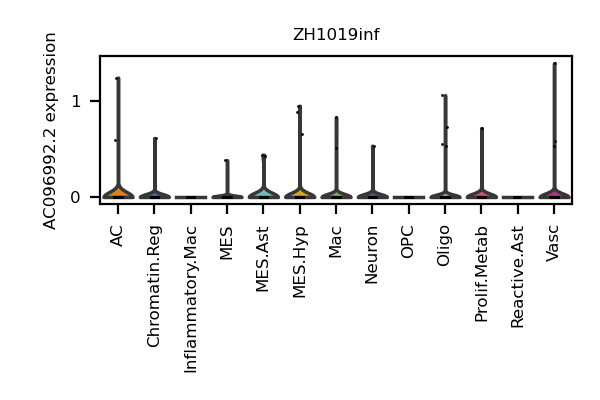 ZH1019inf
AC096992.2 expression
1
0
AC
Chromatin.Reg
Inflammatory.Mac
MES
MES.Ast
MES.Hyp
Mac
Neuron
OPC
Oligo
Prolif.Metab
Reactive.Ast
Vasc